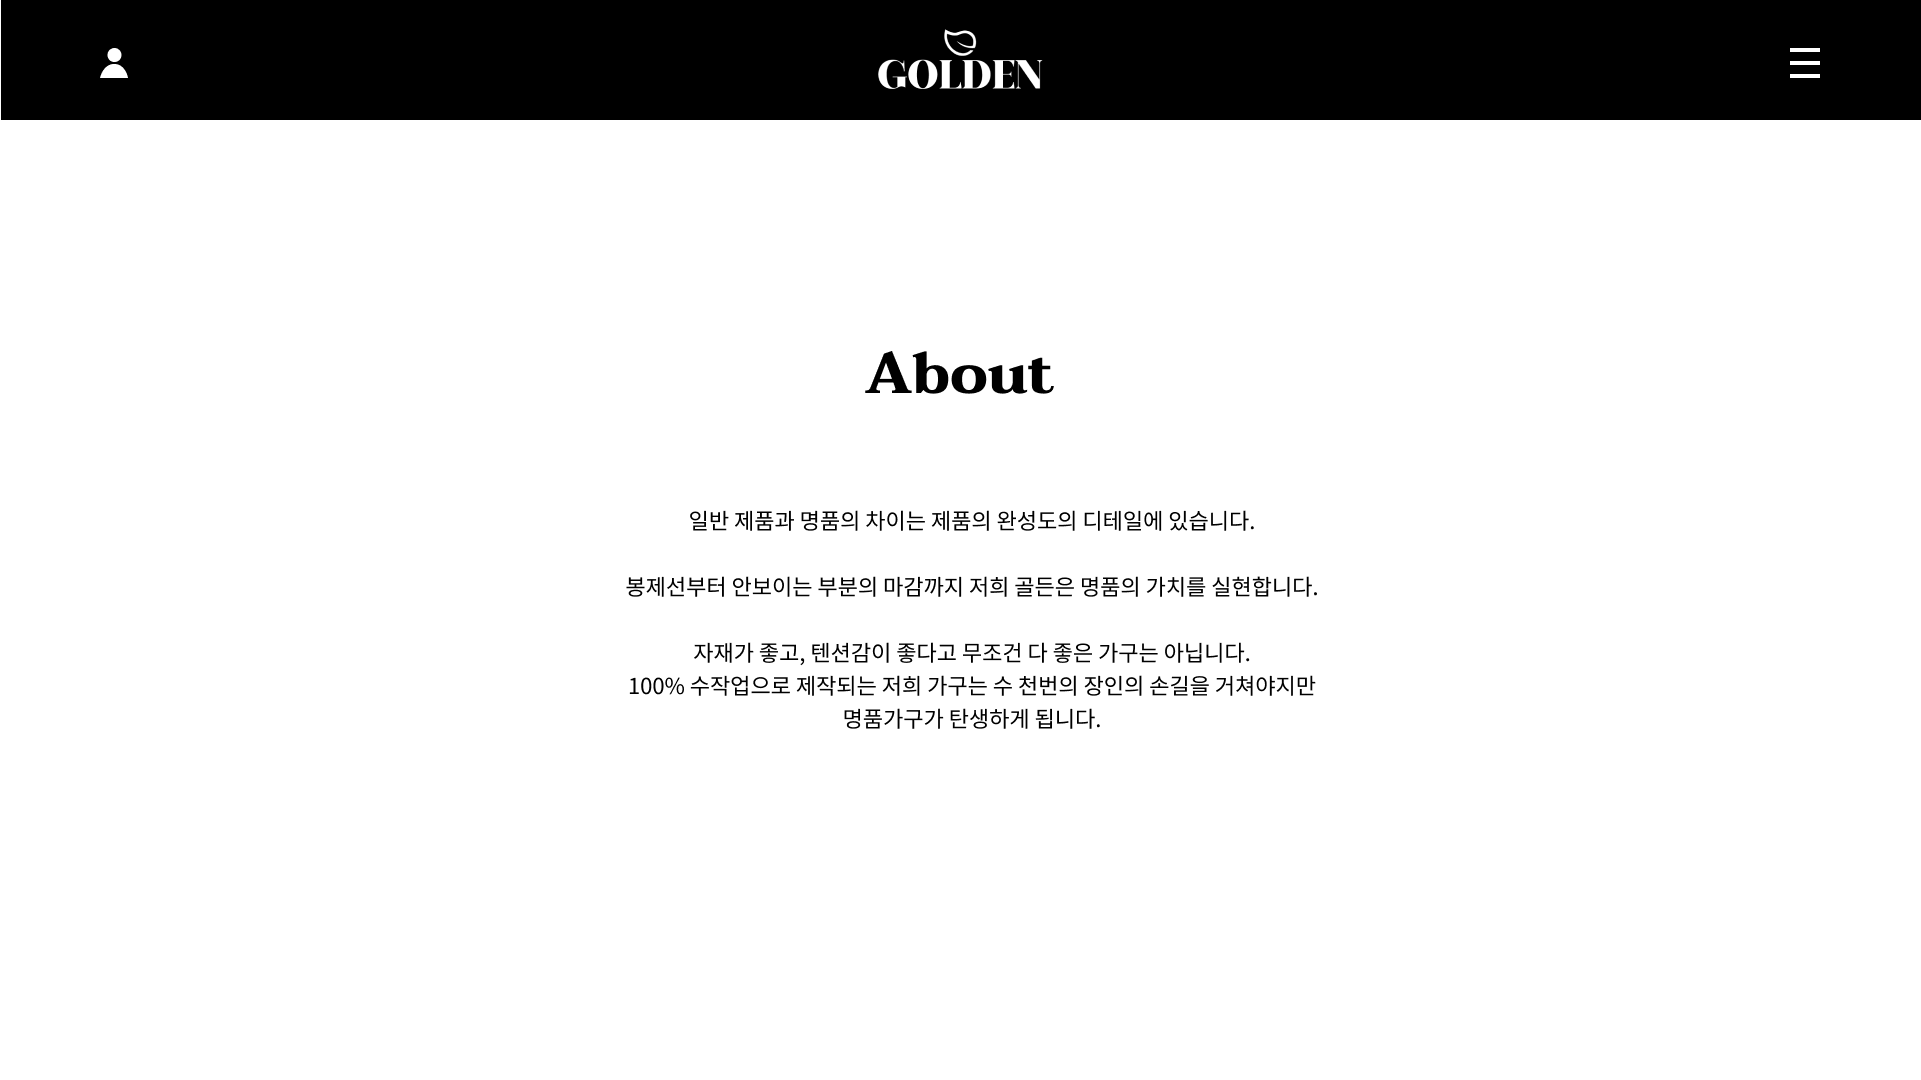 GOLDEN
About
일반 제품과 명품의 차이는 제품의 완성도의 디테일에 있습니다.
봉제선부터 안보이는 부분의 마감까지 저희 골든은 명품의 가치를 실현합니다.
자재가 좋고, 텐션감이 좋다고 무조건 다 좋은 가구는 아닙니다.
100% 수작업으로 제작되는 저희 가구는 수 천번의 장인의 손길을 거쳐야지만
명품가구가 탄생하게 됩니다.